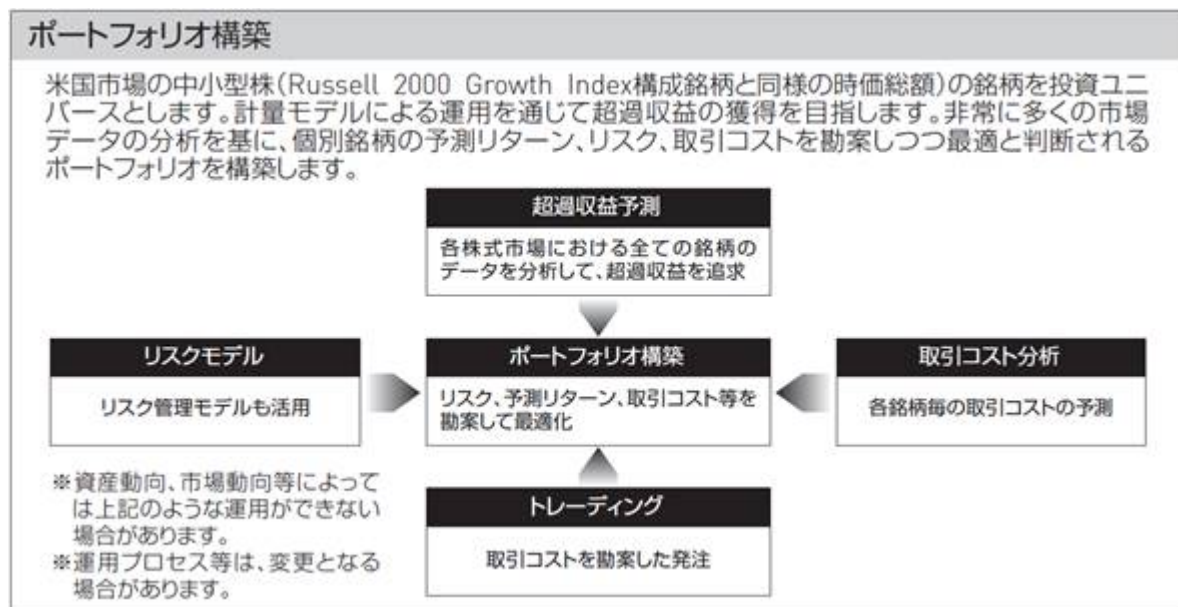 ポートフォリオ構築
米国市場の中小型株(Russell 2000 Growth Index構成銘柄と同様の時価総額)の銘柄を投資ユニ
バースとします。計量モデルによる運用を通じて超過収益の獲得を目指します。非常に多くの市場
データの分析を基に、個別銘柄の予測リターン、リスク、取引コストを勘案しつつ最適と判断される
ポートフォリオを構築します。
超過収益予測
各株式市場における全ての銘柄の
データを分析して、超過収益を追求
リスクモデル
リスク管理モデルも活用
ポートフォリオ構築
リスク、予測リターン、取引コスト等を
勘案して最適化
取引コスト分析
各銘柄毎の取引コストの予測
トレーディング
取引コストを勘案した発注
※資産動向、市場動向等によって
は上記のような運用ができない
場合があります。
※運用プロセス等は、変更となる
場合があります。